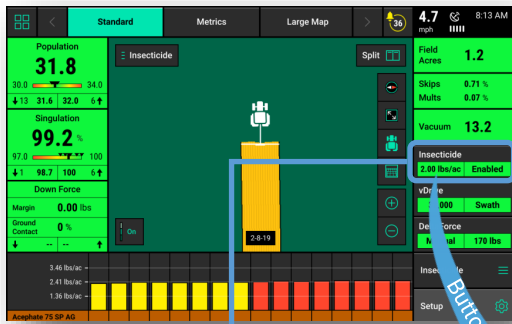 Standard
Metrics
Large Map
36
4.7
mph
8:13 AM
Population
31.8
30.0
34.0
13 31.6 32.0 6
Singulation
99.2 %
97.0
100
1 98.7 100 6
Down Force
Margin 0.00 lbs
Ground Contact 0 %
-- --
Insecticide
Split
On
2-8-19
Field Acres 1.2
Skips 0.71 %
Mults 0.07 %
Vacuum 13.2
Insecticide
2.00 lbs/ac Enabled
vDrive
Swath
170 lbs
Setup
Butto
3.46 lbs/ac
2.41 lbs/ac
1.36 lbs/ac
Acephate 75 SP AG